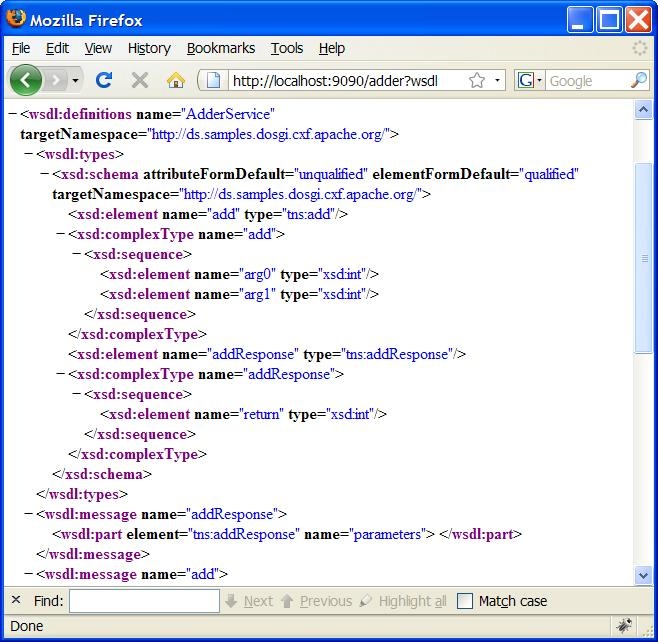 Mozilla Firefox
File Edit View History Bookmarks Tools Help
http://localhost:9090/adder?wsdl G Google
− <wsdl:definitions name="AdderService"
targetNamespace="http://ds.samples.dosgi.cxf.apache.org/">
− <wsdl:types>
− <xsd:schema attributeFormDefault="unqualified" elementFormDefault="qualified"
targetNamespace="http://ds.samples.dosgi.cxf.apache.org/">
<xsd:element name="add" type="tns:add"/>
− <xsd:complexType name="add">
− <xsd:sequence>
<xsd:element name="arg0" type="xsd:int"/>
<xsd:element name="arg1" type="xsd:int"/>
</xsd:sequence>
</xsd:complexType>
<xsd:element name="addResponse" type="tns:addResponse"/>
− <xsd:complexType name="addResponse">
− <xsd:sequence>
<xsd:element name="return" type="xsd:int"/>
</xsd:sequence>
</xsd:complexType>
</xsd:schema>
</wsdl:types>
− <wsdl:message name="addResponse">
<wsdl:part element="tns:addResponse" name="parameters"> </wsdl:part>
</wsdl:message>
− <wsdl:message name="add">
× Find: Next Previous Highlight all Match case
Done